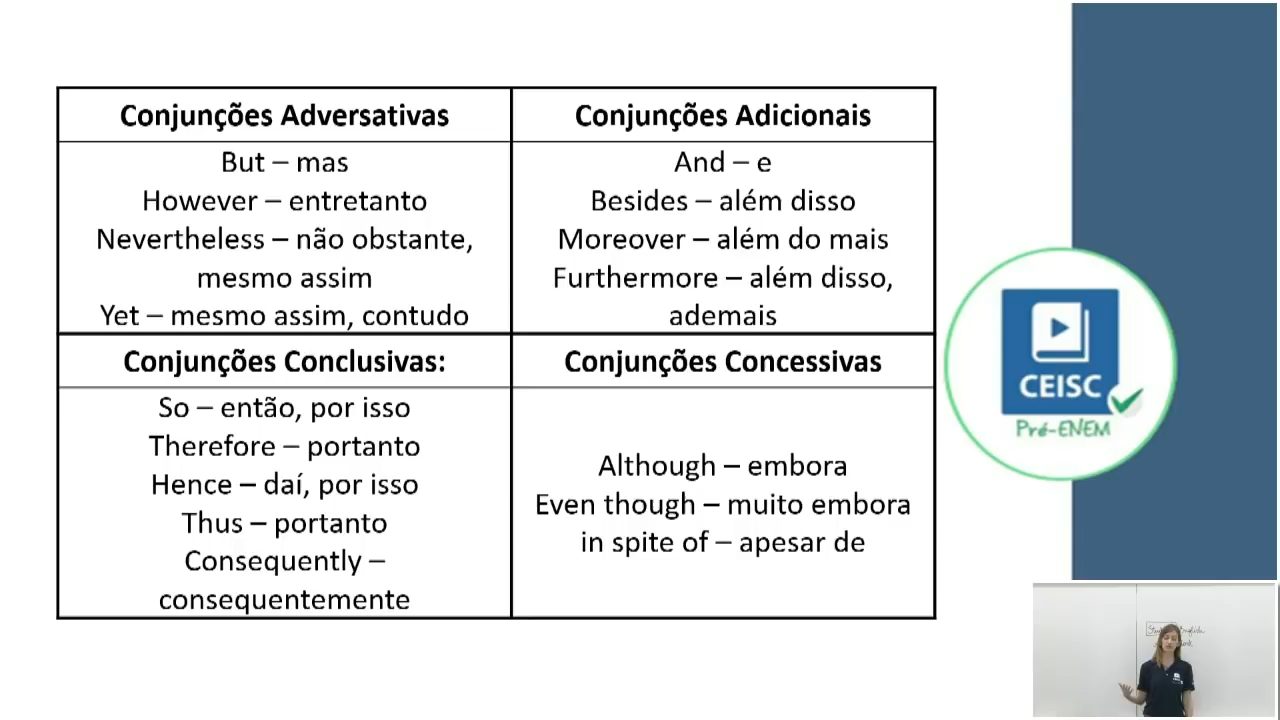 Conjunções Adversativas
But – mas
However – entretanto
Nevertheless – não obstante,
mesmo assim
Yet – mesmo assim, contudo
Conjunções Adicionais
And – e
Besides – além disso
Moreover – além do mais
Furthermore – além disso,
ademais
Conjunções Conclusivas:
So – então, por isso
Therefore – portanto
Hence – daí, por isso
Thus – portanto
Consequently –
consequentemente
Conjunções Concessivas
Although – embora
Even though – muito embora
in spite of – apesar de
CEISC
Pré-ENEM
English
CEISC